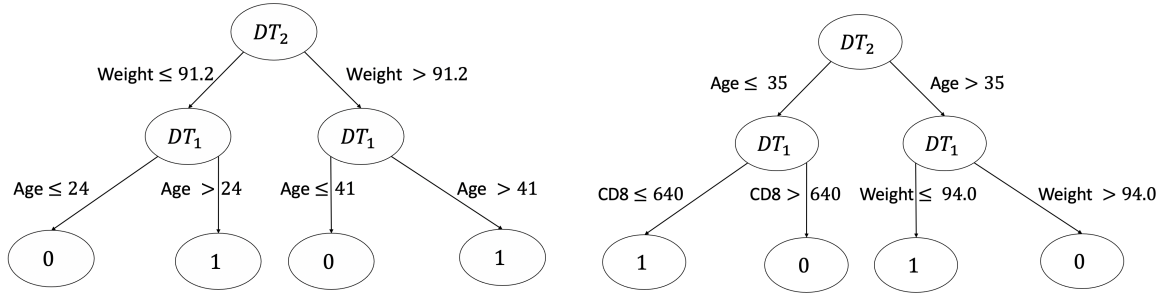 DT₂
Weight ≤ 91.2
Weight > 91.2
DT₁
DT₁
Age ≤ 24
Age > 24
Age ≤ 41
Age > 41
0
1
0
1
DT₂
Age ≤ 35
Age > 35
DT₁
DT₁
CD8 ≤ 640
CD8 > 640
Weight ≤ 94.0
Weight > 94.0
1
0
1
0